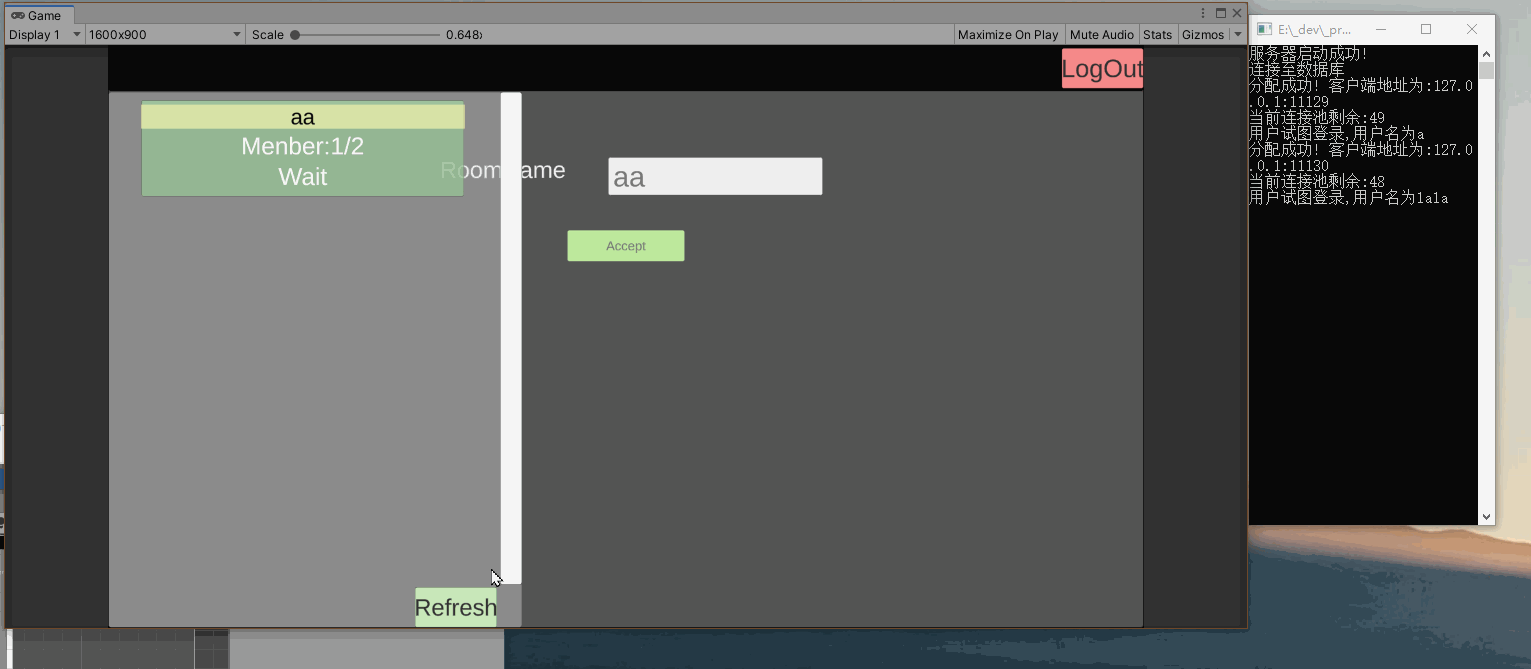 Game
Display 1
1600x900
Scale
0.648x
Maximize On Play
Mute Audio
Stats
Gizmos
LogOut
aa
Menber:1/2
Wait
Room
ame
aa
Accept
Refresh
E:\_dev\_pr...
服务器启动成功!
连接至数据库
分配成功! 客户端地址为:127.0
.0.1:11129
当前连接池剩余:49
用户试图登录,用户名为a
分配成功! 客户端地址为:127.0
.0.1:11130
当前连接池剩余:48
用户试图登录,用户名为lala